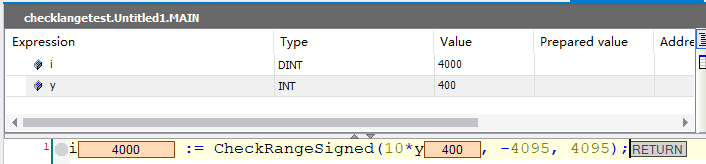 checklangetest.Untitled1.MAIN
Expression Type Value Prepared value Addre
i DINT 4000
y INT 400
1 i 4000 := CheckRangeSigned(10*y 400 , -4095, 4095); RETURN